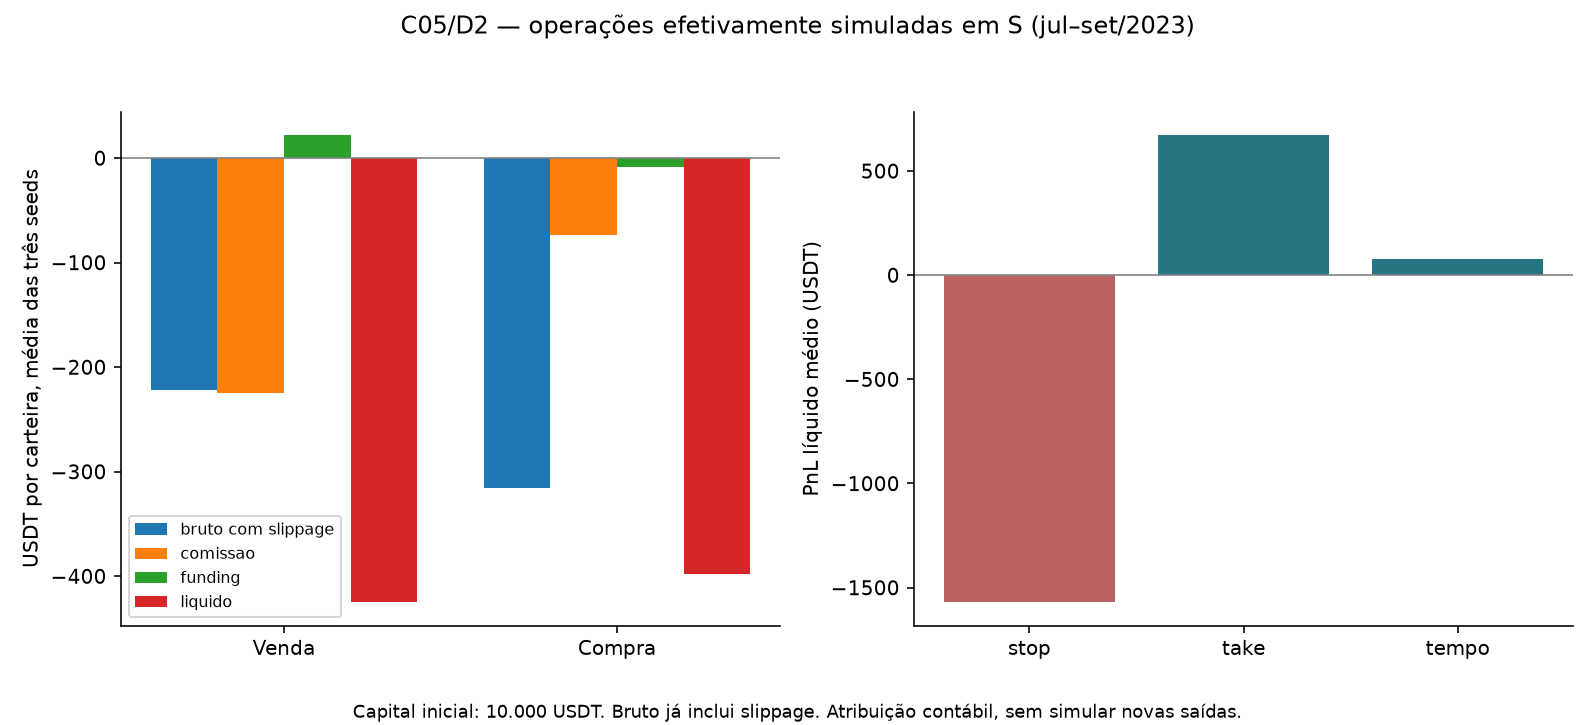 C05/D2 — operações efetivamente simuladas em S (jul–set/2023)
USDT por carteira, média das três seeds
0
−100
−200
−300
−400
bruto com slippage
comissao
funding
liquido
Venda
Compra
PnL líquido médio (USDT)
500
0
−500
−1000
−1500
stop
take
tempo
Capital inicial: 10.000 USDT. Bruto já inclui slippage. Atribuição contábil, sem simular novas saídas.